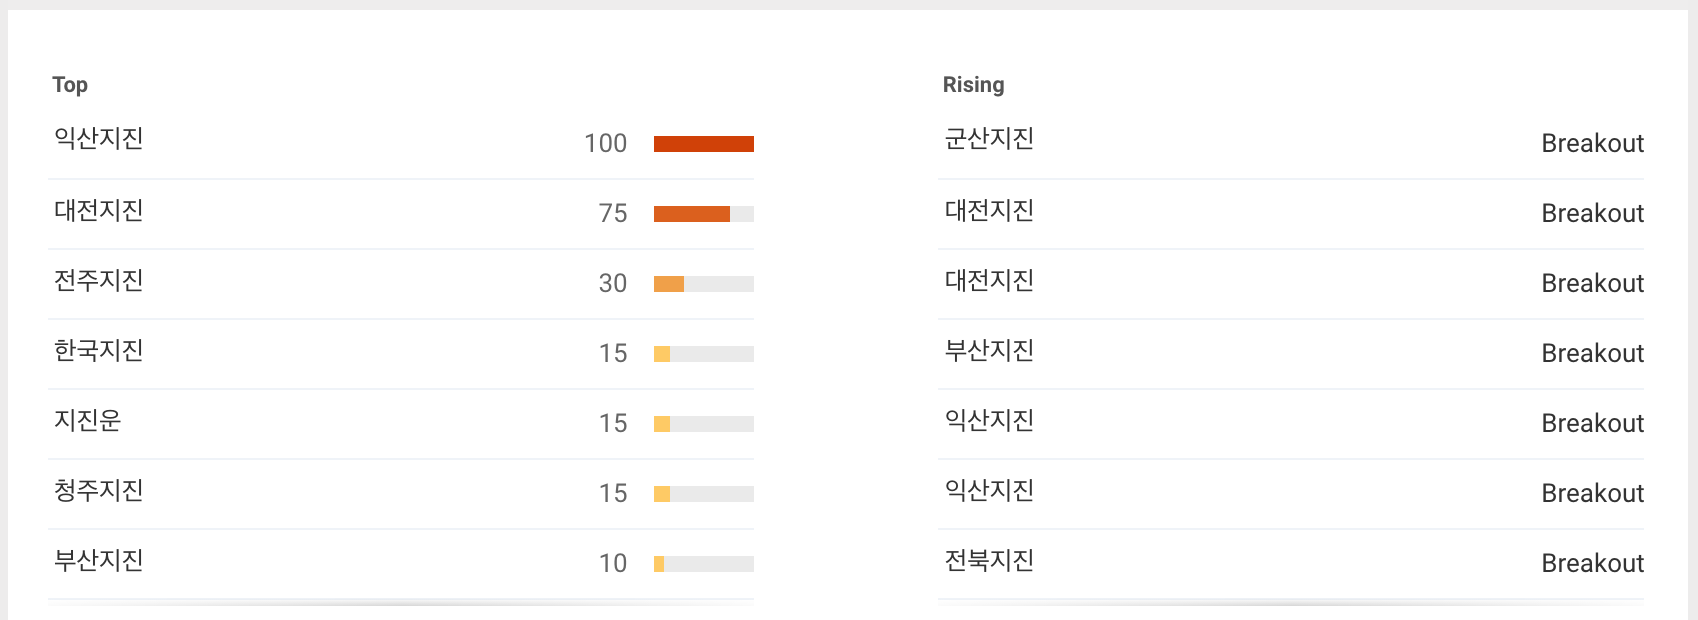 Top
익산지진 100
대전지진 75
전주지진 30
한국지진 15
지진운 15
청주지진 15
부산지진 10
Rising
군산지진 Breakout
대전지진 Breakout
대전지진 Breakout
부산지진 Breakout
익산지진 Breakout
익산지진 Breakout
전북지진 Breakout